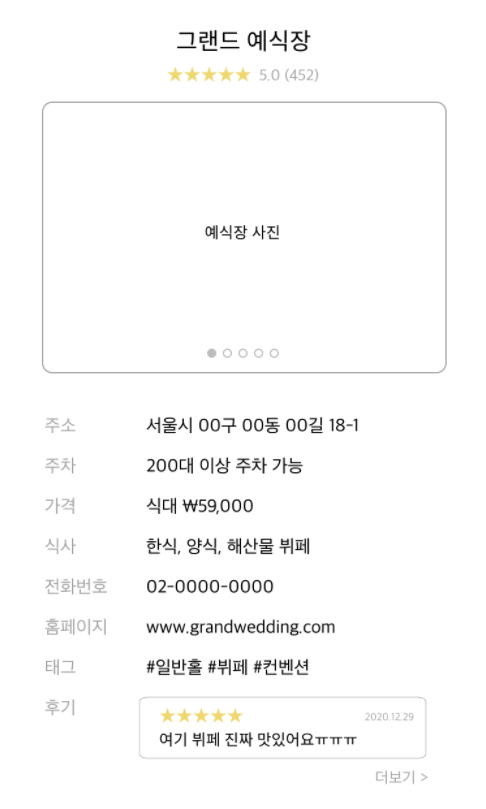 그랜드 예식장
★★★★★ 5.0 (452)
예식장 사진
주소 서울시 00구 00동 00길 18-1
주차 200대 이상 주차 가능
가격 식대 ₩59,000
식사 한식, 양식, 해산물 뷔페
전화번호 02-0000-0000
홈페이지 www.grandwedding.com
태그 #일반홀 #뷔페 #컨벤션
후기
★★★★★ 2020.12.29
여기 뷔페 진짜 맛있어요ㅠㅠㅠ
더보기 >